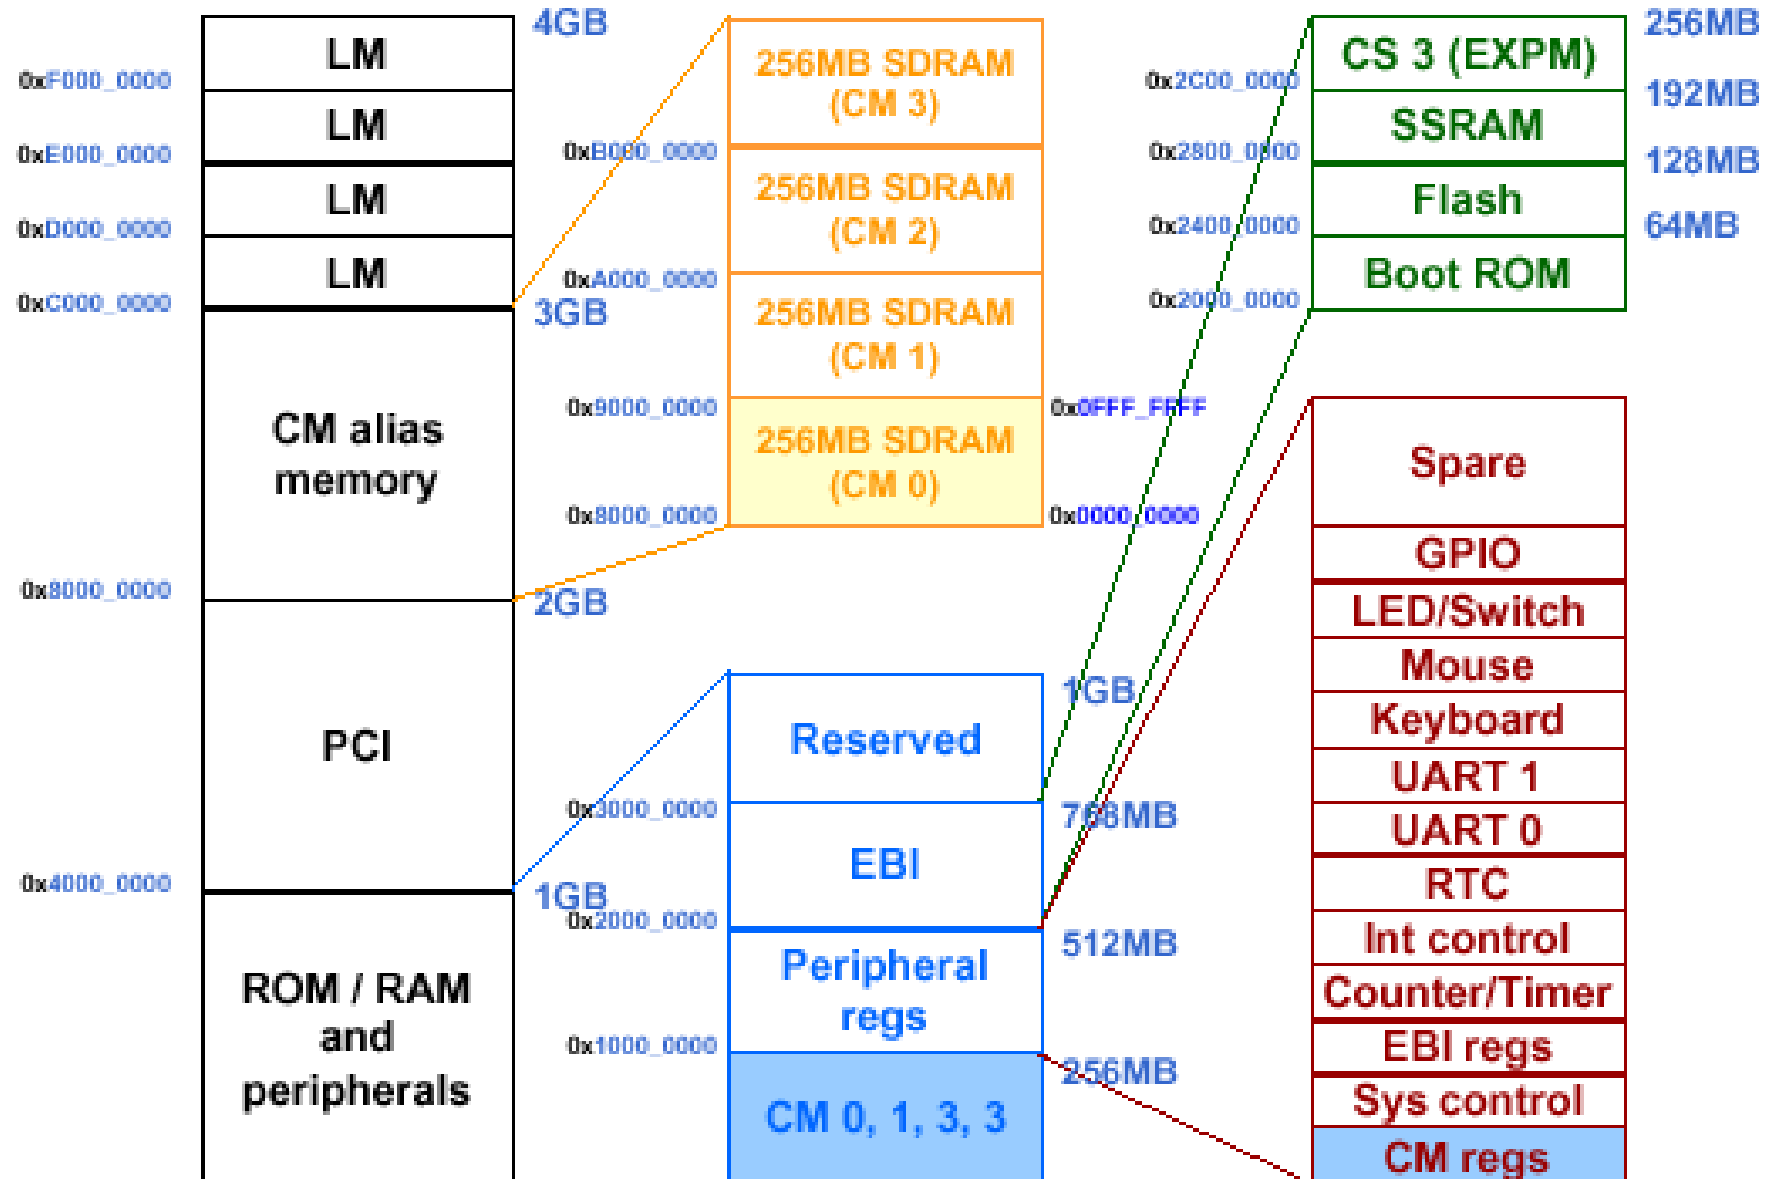 LM
4GB
0xF000_0000
LM
0xE000_0000
LM
0xD000_0000
LM
0xC000_0000
3GB
CM alias
memory
0x8000_0000
2GB
PCI
0x4000_0000
1GB
ROM / RAM
and
peripherals
256MB SDRAM
(CM 3)
0xB000_0000
256MB SDRAM
(CM 2)
0xA000_0000
256MB SDRAM
(CM 1)
0x9000_0000
0x0FFF_FFFF
256MB SDRAM
(CM 0)
0x8000_0000
0x0000_0000
1GB
Reserved
0x3000_0000
768MB
EBI
0x2000_0000
512MB
Peripheral
regs
0x1000_0000
256MB
CM 0, 1, 3, 3
256MB
CS 3 (EXPM)
0x2C00_0000
192MB
SSRAM
0x2800_0000
128MB
Flash
0x2400_0000
64MB
Boot ROM
0x2000_0000
Spare
GPIO
LED/Switch
Mouse
Keyboard
UART 1
UART 0
RTC
Int control
Counter/Timer
EBI regs
Sys control
CM regs